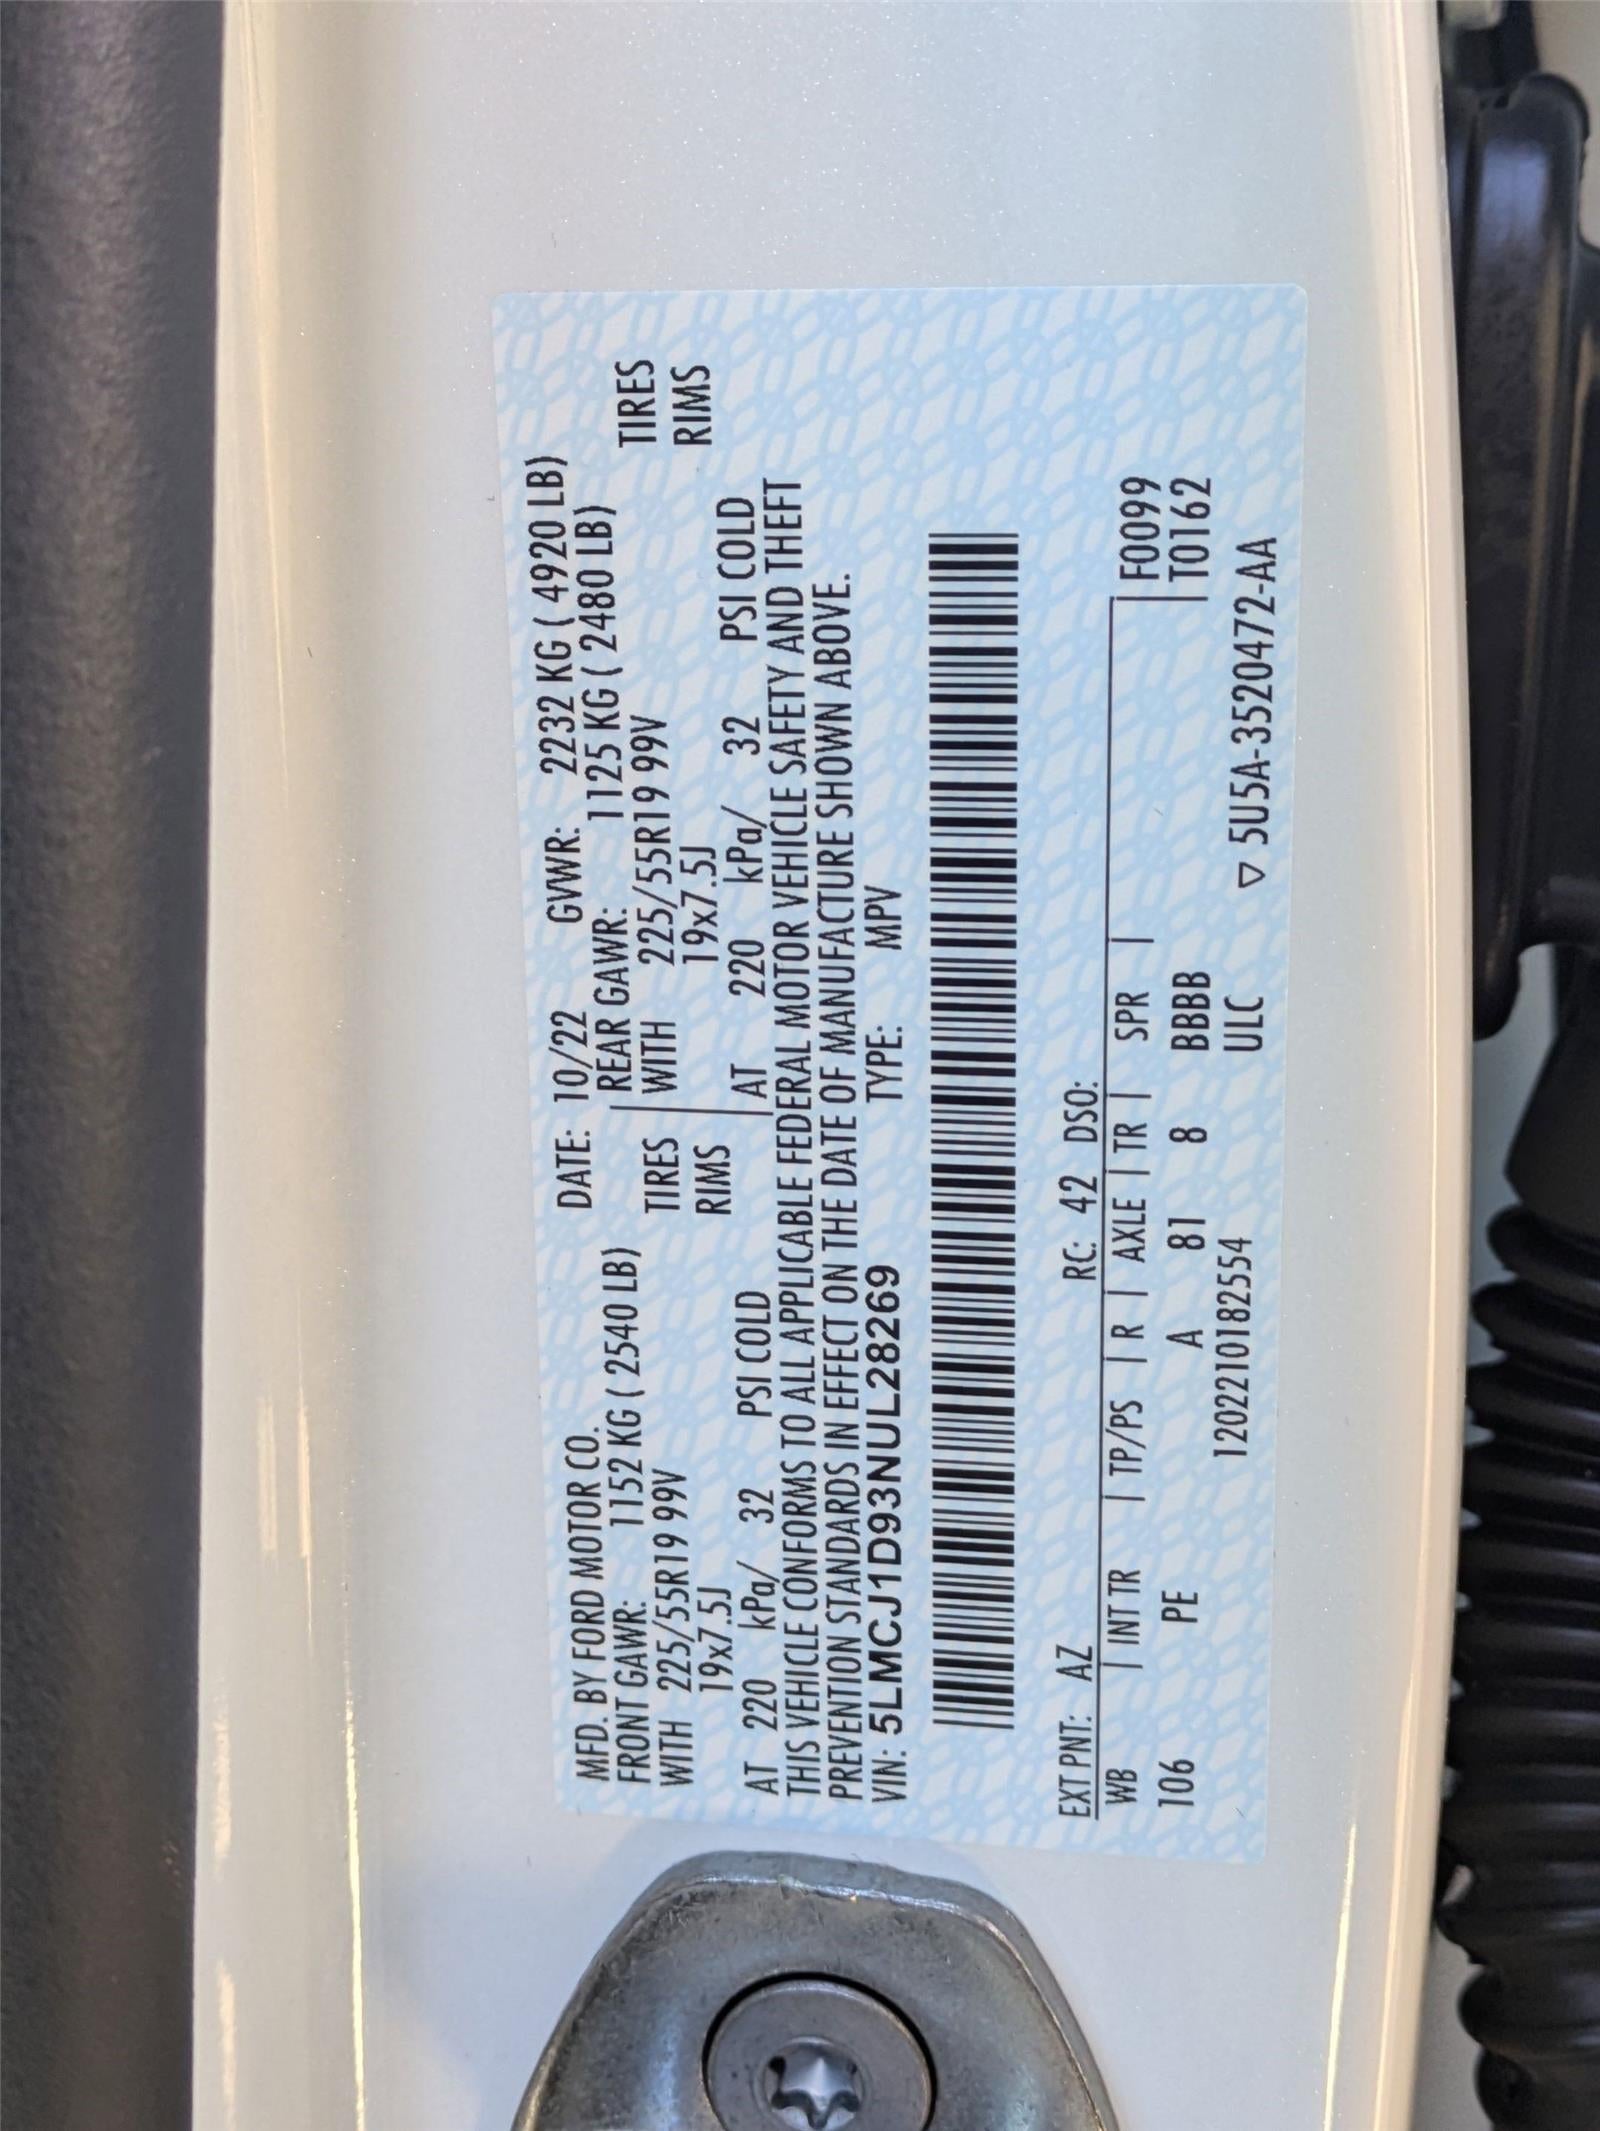 MFD. BY FORD MOTOR CO. DATE: 10/22 GVWR: 2232 KG ( 4920 LB)
FRONT GAWR: 1152 KG ( 2540 LB) REAR GAWR: 1125 KG ( 2480 LB)
WITH 225/55R19 99V TIRES WITH 225/55R19 99V TIRES
19x7.5J RIMS 19x7.5J RIMS
AT 220 kPa/ 32 PSI COLD AT 220 kPa/ 32 PSI COLD
THIS VEHICLE CONFORMS TO ALL APPLICABLE FEDERAL MOTOR VEHICLE SAFETY AND THEFT
PREVENTION STANDARDS IN EFFECT ON THE DATE OF MANUFACTURE SHOWN ABOVE.
VIN: 5LMCJ1D93NUL28269 TYPE: MPV
EXT PNT: AZ RC: 42 DSO:
WB | INT TR | TP/PS | R | AXLE | TR | SPR | F0099
106 PE A 81 8 BBBB T0162
1202210182554 ULC ▽ 5U5A-3520472-AA